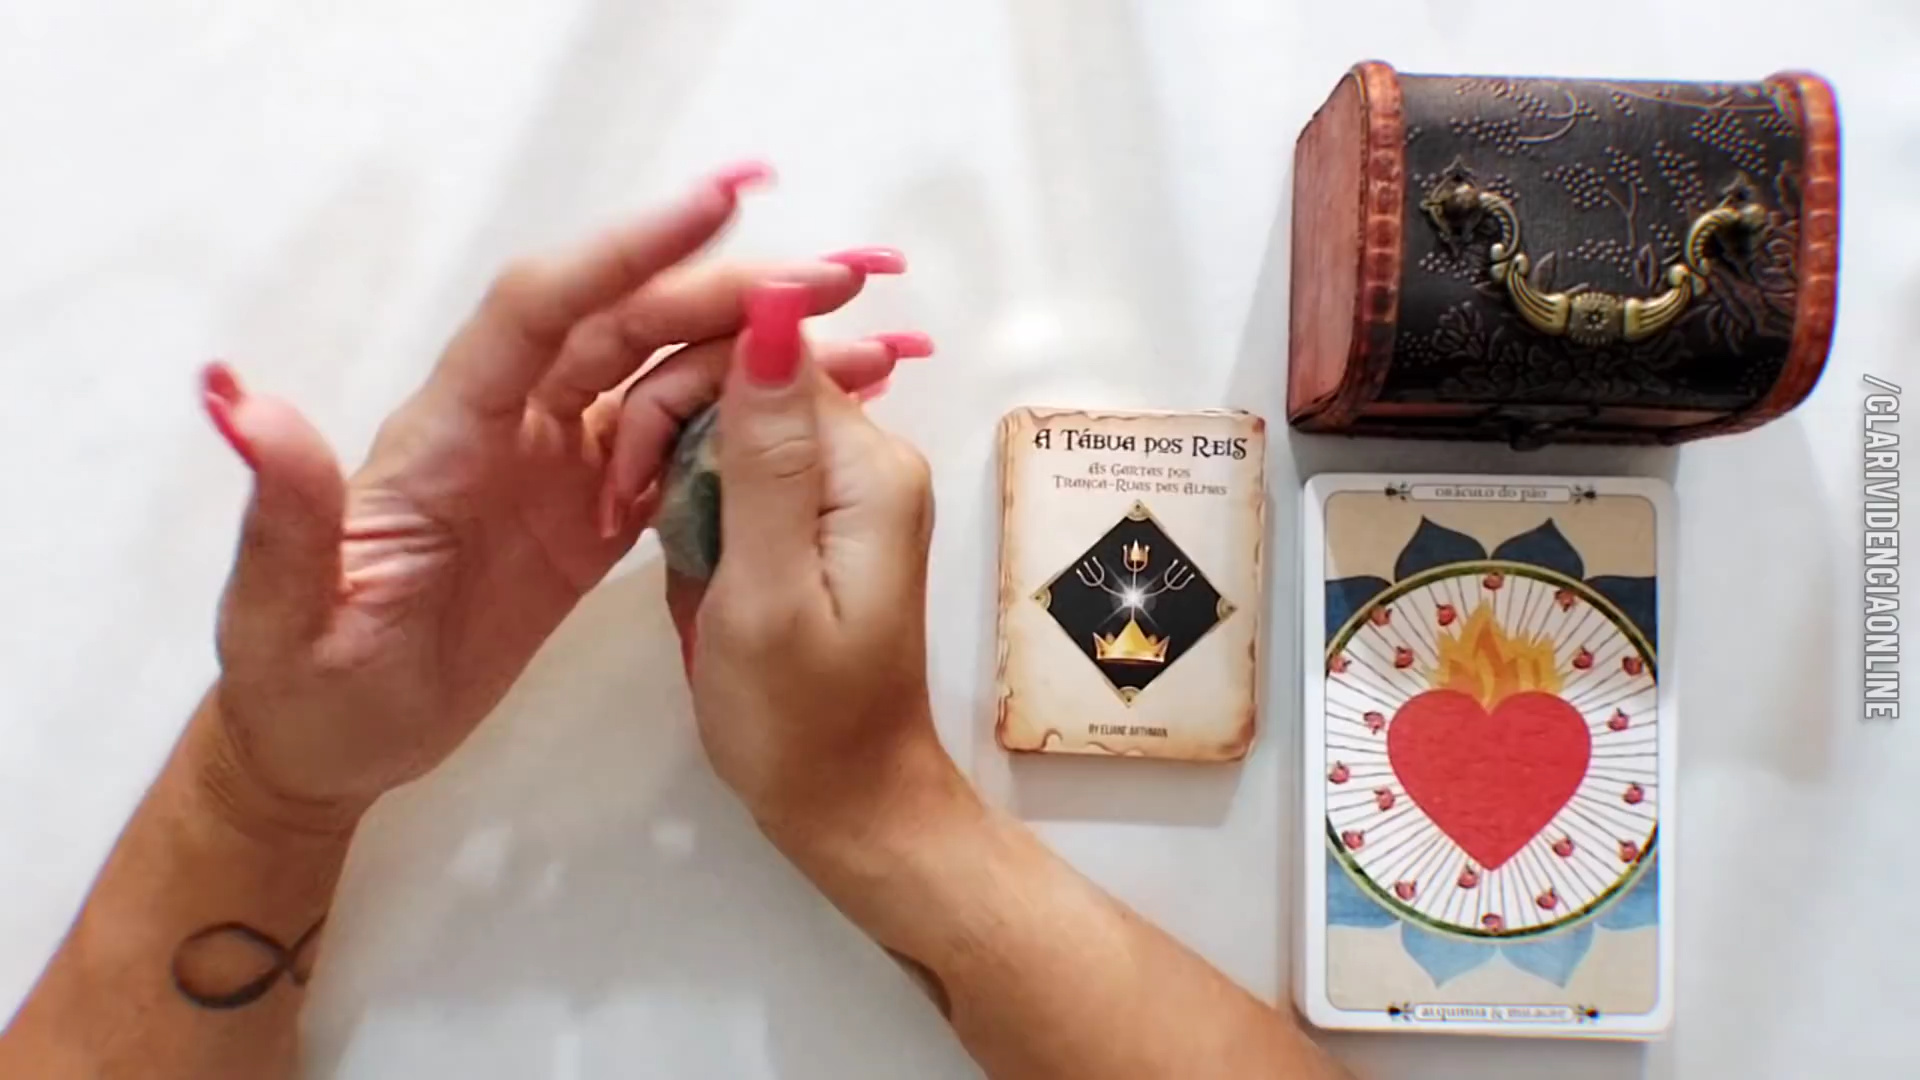 A TÁBUA DOS REIS
AS CARTAS DOS
TRANCA-RUAS DAS ALMAS
BY ELIANE ARTHMAN
ORÁCULO DO PÃO
ALQUIMIA & MILAGRE
/CLARIVIDENCIAONLINE